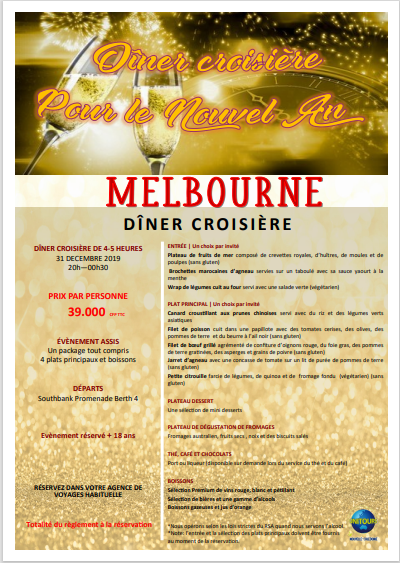 Dîner croisière
Pour le Nouvel An
MELBOURNE
DÎNER CROISIÈRE
DÎNER CROISIÈRE DE 4-5 HEURES
31 DECEMBRE 2019
20h—00h30
PRIX PAR PERSONNE
39.000 CFP TTC
ÉVÈNEMENT ASSIS
Un package tout compris
4 plats principaux et boissons
DÉPARTS
Southbank Promenade Berth 4
Evènement réservé + 18 ans
RÉSERVEZ DANS VOTRE AGENCE DE
VOYAGES HABITUELLE
Totalité du règlement à la réservation
ENTRÉE | Un choix par invité
Plateau de fruits de mer composé de crevettes royales, d'huîtres, de moules et de
poulpes (sans gluten)
Brochettes marocaines d'agneau servies sur un taboulé avec sa sauce yaourt à la
menthe
Wrap de légumes cuit au four servi avec une salade verte (végétarien)
PLAT PRINCIPAL | Un choix par invité
Canard croustillant aux prunes chinoises servi avec du riz et des légumes verts
asiatiques
Filet de poisson cuit dans une papillote avec des tomates cerises, des olives, des
pommes de terre et du beurre à l'ail noir (sans gluten)
Filet de bœuf grillé agrémenté de confiture d'oignons rouge, du foie gras, des pommes
de terre gratinées, des asperges et grains de poivre (sans gluten)
Jarret d'agneau avec une concasse de tomate sur un lit de purée de pommes de terre
(sans gluten)
Petite citrouille farcie de légumes, de quinoa et de fromage fondu (végétarien) (sans
gluten)
PLATEAU DESSERT
Une sélection de mini desserts
PLATEAU DE DÉGUSTATION DE FROMAGES
Fromages australien, fruits secs, noix et des biscuits salés
THÉ, CAFÉ ET CHOCOLATS
Port ou liqueur (disponible sur demande lors du service du thé et du café)
BOISSONS
Sélection Premium de vins rouge, blanc et pétillant
Sélection de bières et une gamme d'alcools
Boissons gazeuses et jus d'orange
*Nous opérons selon les lois strictes du RSA quand nous servons l'alcool.
*Note: l'entrée et la sélection des plats principaux doivent être fournis
au moment de la réservation.
UNITOUR